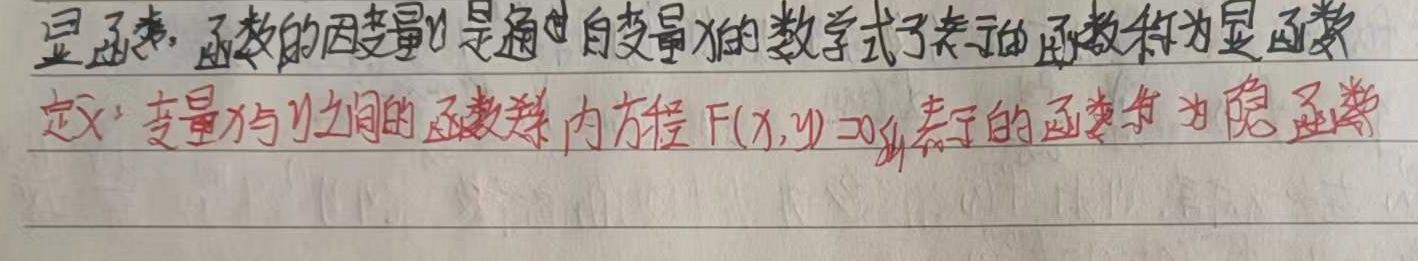 显函数,函数的因变量y是通过自变量x的数学式子表示的函数称为显函数
定义:变量x与y之间的函数关系内方程F(x,y)=0所表示的函数称为隐函数